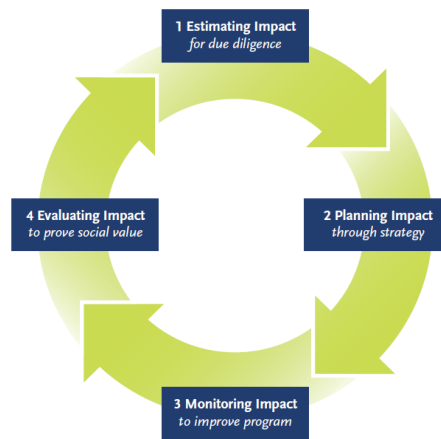 1 Estimating Impact
for due diligence
2 Planning Impact
through strategy
3 Monitoring Impact
to improve program
4 Evaluating Impact
to prove social value